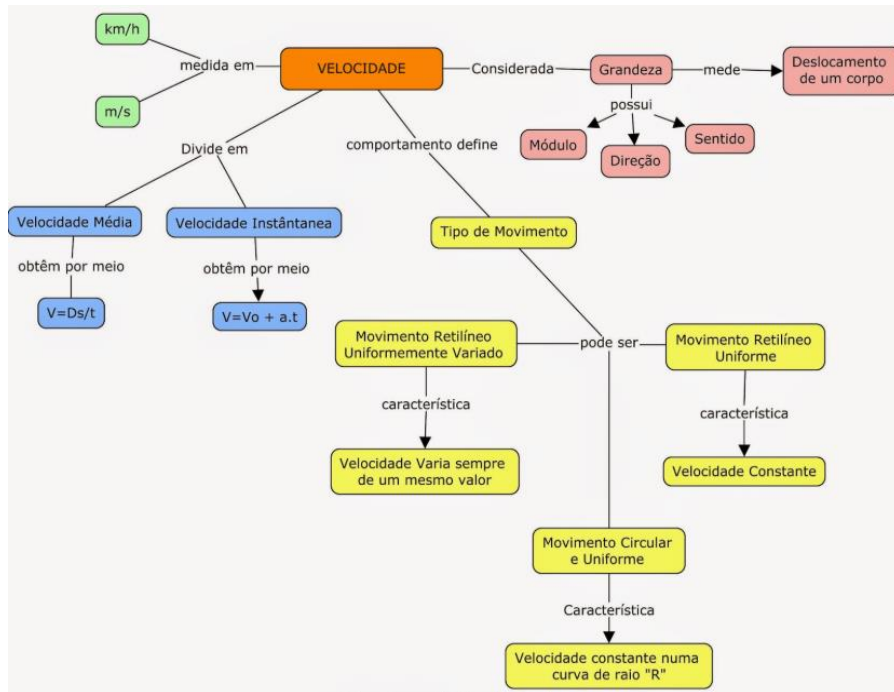 km/h
medida em
m/s
VELOCIDADE
Considerada
Grandeza
mede
Deslocamento
de um corpo
possui
Módulo
Direção
Sentido
Divide em
comportamento define
Velocidade Média
Velocidade Instântanea
obtêm por meio
obtêm por meio
V=Ds/t
V=Vo + a.t
Tipo de Movimento
pode ser
Movimento Retilíneo
Uniformemente Variado
Movimento Retilíneo
Uniforme
característica
característica
Velocidade Varia sempre
de um mesmo valor
Velocidade Constante
Movimento Circular
e Uniforme
Característica
Velocidade constante numa
curva de raio "R"